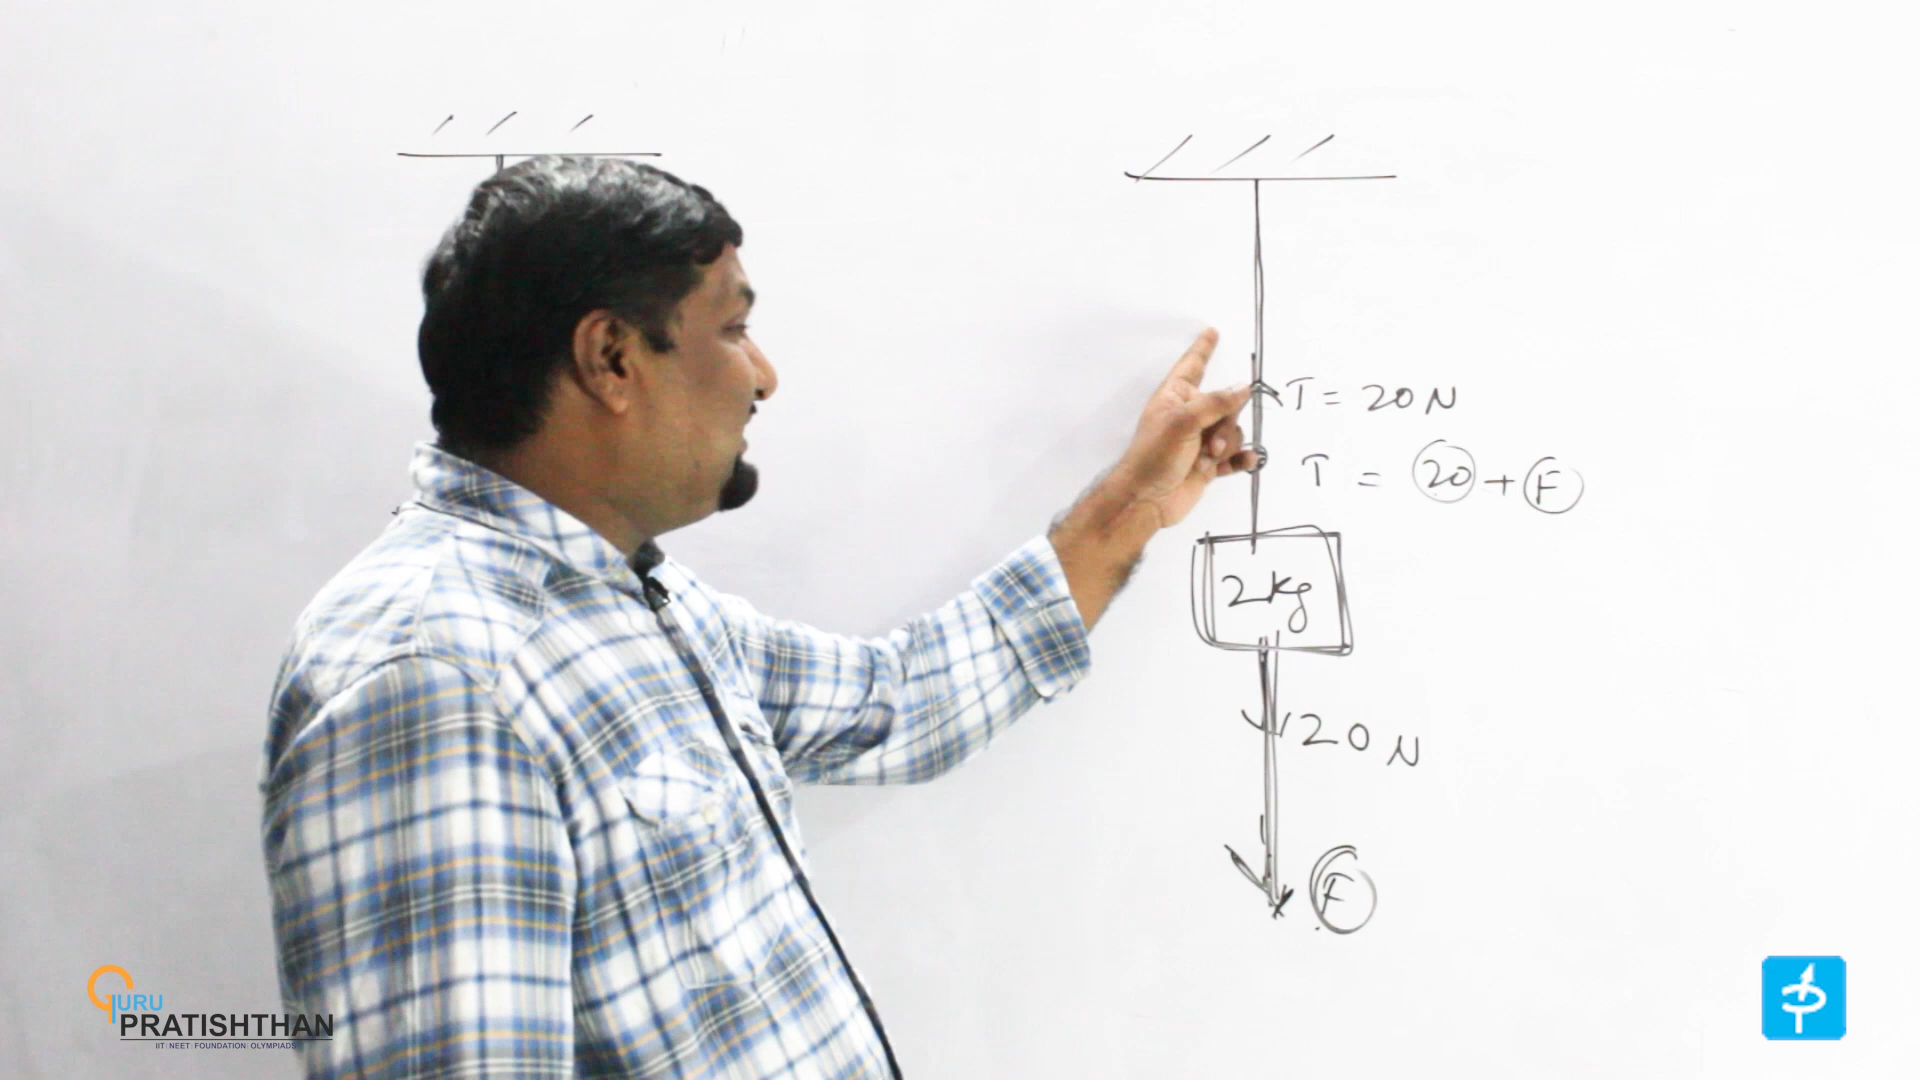 T = 20 N
T = 20 + F
2 kg
20 N
F
GURU
PRATISHTHAN
IIT | NEET | FOUNDATION | OLYMPIADS